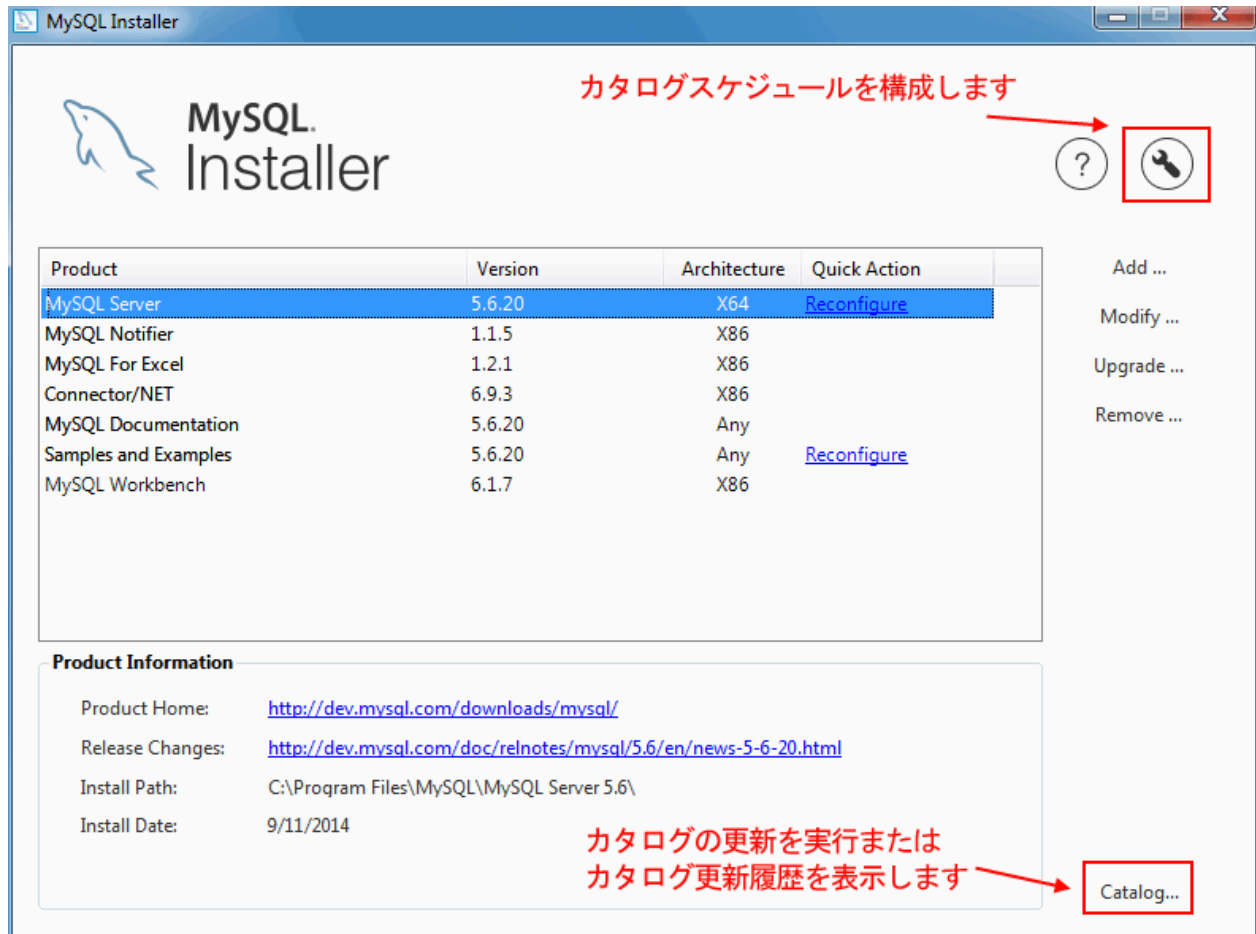 MySQL Installer
カタログスケジュールを構成します
MySQL.
Installer
?
Product Version Architecture Quick Action
MySQL Server 5.6.20 X64 Reconfigure
MySQL Notifier 1.1.5 X86
MySQL For Excel 1.2.1 X86
Connector/NET 6.9.3 X86
MySQL Documentation 5.6.20 Any
Samples and Examples 5.6.20 Any Reconfigure
MySQL Workbench 6.1.7 X86
Add ...
Modify ...
Upgrade ...
Remove ...
Product Information
Product Home: http://dev.mysql.com/downloads/mysql/
Release Changes: http://dev.mysql.com/doc/relnotes/mysql/5.6/en/news-5-6-20.html
Install Path: C:\Program Files\MySQL\MySQL Server 5.6\
Install Date: 9/11/2014
カタログの更新を実行または
カタログ更新履歴を表示します
Catalog...